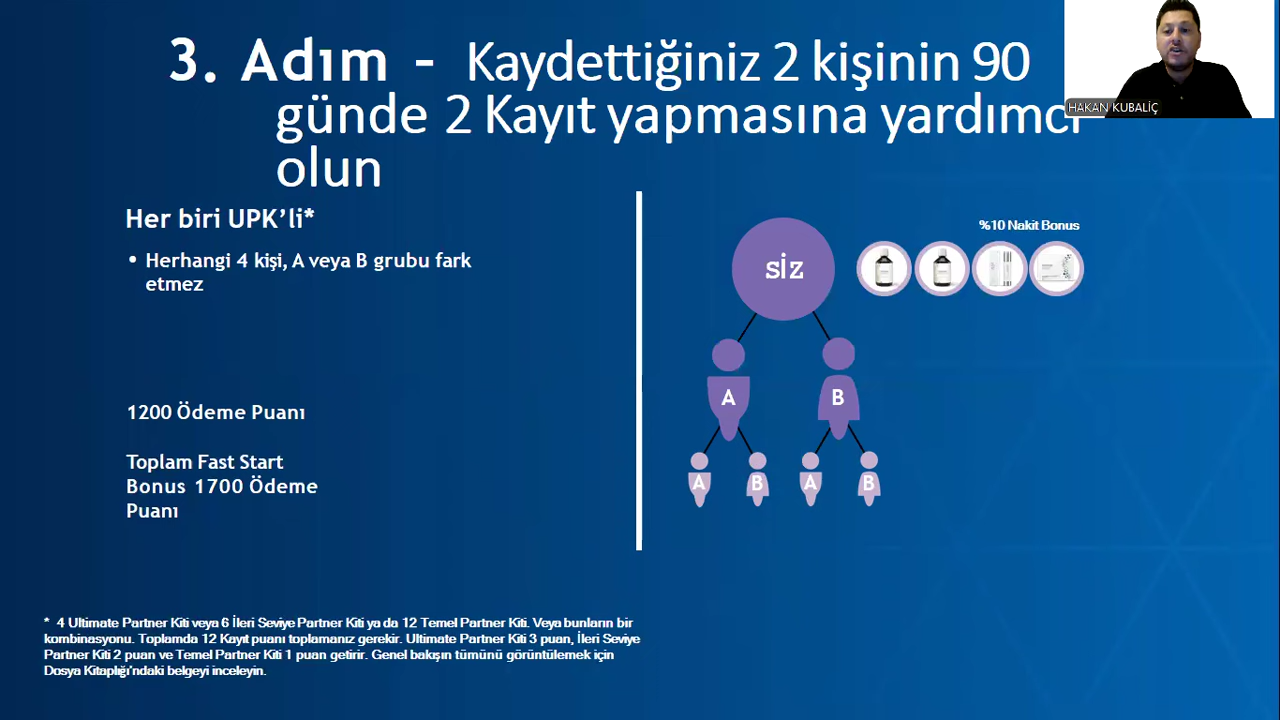 3. Adım - Kaydettiğiniz 2 kişinin 90
günde 2 Kayıt yapmasına yardımcı
olun
HAKAN KUBALİÇ
Her biri UPK’li*
• Herhangi 4 kişi, A veya B grubu fark
etmez
1200 Ödeme Puanı
Toplam Fast Start
Bonus 1700 Ödeme
Puanı
%10 Nakit Bonus
siz
A B
A B A B
* 4 Ultimate Partner Kiti veya 6 İleri Seviye Partner Kiti ya da 12 Temel Partner Kiti. Veya bunların bir
kombinasyonu. Toplamda 12 Kayıt puanı toplamanız gerekir. Ultimate Partner Kiti 3 puan, İleri Seviye
Partner Kiti 2 puan ve Temel Partner Kiti 1 puan getirir. Genel bakışın tümünü görüntülemek için
Dosya Kitaplığı'ndaki belgeyi inceleyin.